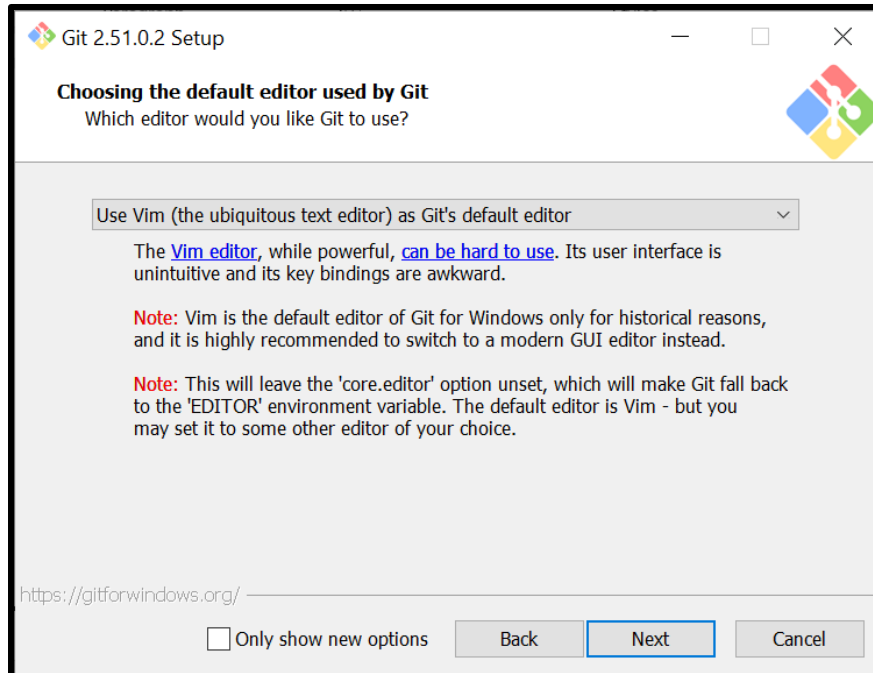 Git 2.51.0.2 Setup
Choosing the default editor used by Git
Which editor would you like Git to use?
Use Vim (the ubiquitous text editor) as Git's default editor
The Vim editor, while powerful, can be hard to use. Its user interface is
unintuitive and its key bindings are awkward.
Note: Vim is the default editor of Git for Windows only for historical reasons,
and it is highly recommended to switch to a modern GUI editor instead.
Note: This will leave the 'core.editor' option unset, which will make Git fall back
to the 'EDITOR' environment variable. The default editor is Vim - but you
may set it to some other editor of your choice.
https://gitforwindows.org/
Only show new options
Back
Next
Cancel